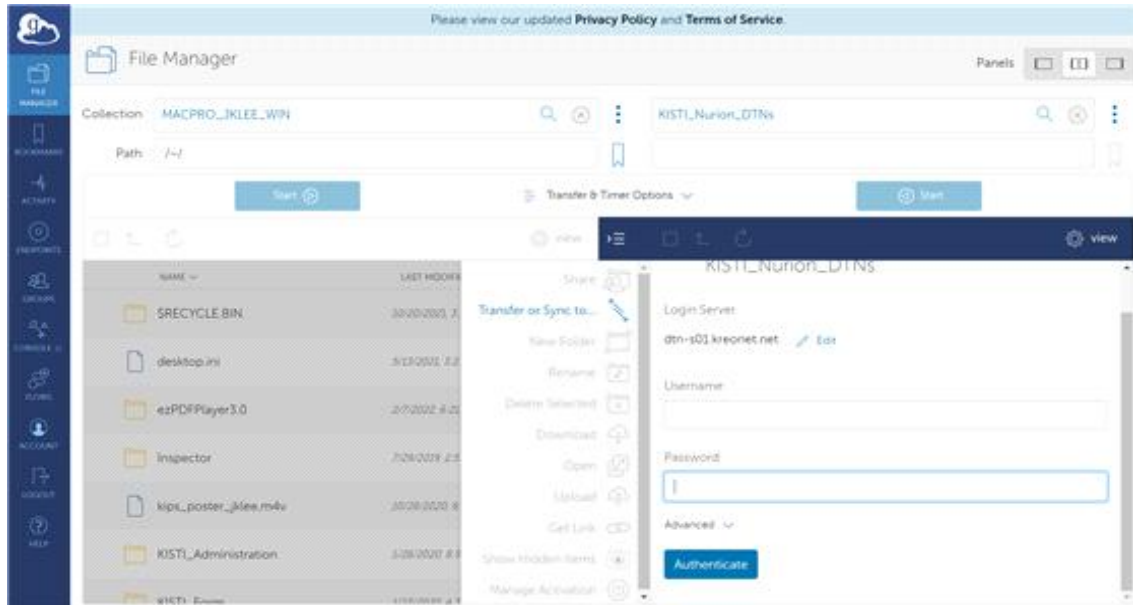 Please view our updated Privacy Policy and Terms of Service.
g
File Manager
Panels
FILE MANAGER
BOOKMARKS
ACTIVITY
ENDPOINTS
GROUPS
CONSOLE
FLOWS
ACCOUNT
LOGOUT
HELP
Collection MACPRO_JKLEE_WIN
KISTI_Nurion_DTNs
Path /~/
Start
Transfer & Timer Options
Start
view
view
NAME
LAST MODIFI
$RECYCLE.BIN
desktop.ini
ezPDFPlayer3.0
Inspector
kips_poster_jklee.m4v
KISTI_Administration
Share
Transfer or Sync to...
New Folder
Rename
Delete Selected
Download
Open
Upload
Get Link
Show Hidden Items
Manage Activation
KISTI_Nurion_DTNs
Login Server
dtn-s01.kreonet.net Edit
Username
Password
Advanced
Authenticate